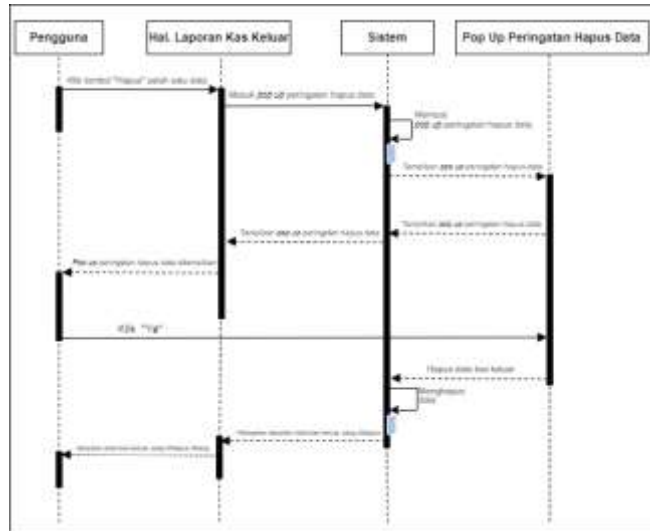 Pengguna
Hal. Laporan Kas Keluar
Sistem
Pop Up Peringatan Hapus Data
Klik tombol "Hapus" salah satu data
Masuk pop up peringatan hapus data
Memuat
pop up peringatan hapus data
Tampilkan pop up peringatan hapus data
Tampilkan pop up peringatan hapus data
Tampilkan pop up peringatan hapus data
Pop up peringatan hapus data ditampilkan
Klik "Ya"
Hapus data kas keluar
Menghapus
data